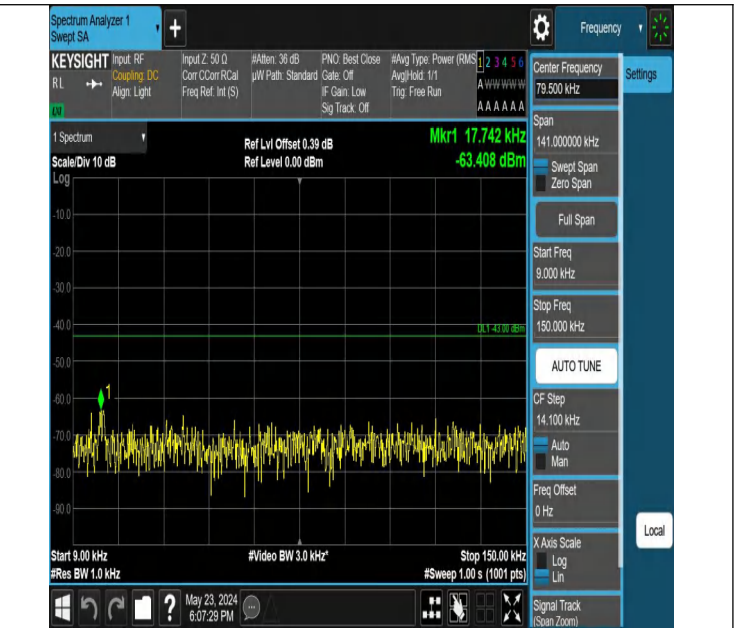 Spectrum Analyzer 1
Swept SA
+
Frequency
KEYSIGHT
RL
Input: RF
Coupling: DC
Align: Light
Input Z: 50 Ω
Corr CCorr RCal
Freq Ref: Int (S)
#Atten: 36 dB
µW Path: Standard
PNO: Best Close
Gate: Off
IF Gain: Low
Sig Track: Off
#Avg Type: Power (RMS
Avg|Hold: 1/1
Trig: Free Run
1 2 3 4 5 6
A W W W W W
A A A A A A
1 Spectrum
Scale/Div 10 dB
Log
Ref Lvl Offset 0.39 dB
Ref Level 0.00 dBm
Mkr1 17.742 kHz
-63.408 dBm
-10.0
-20.0
-30.0
-40.0
DL1 -43.00 dBm
-50.0
-60.0
1
-70.0
-80.0
-90.0
Start 9.00 kHz
#Res BW 1.0 kHz
#Video BW 3.0 kHz*
Stop 150.00 kHz
#Sweep 1.00 s (1001 pts)
Center Frequency
79.500 kHz
Settings
Span
141.000000 kHz
Swept Span
Zero Span
Full Span
Start Freq
9.000 kHz
Stop Freq
150.000 kHz
AUTO TUNE
CF Step
14.100 kHz
Auto
Man
Freq Offset
0 Hz
X Axis Scale
Log
Lin
Local
Signal Track
(Span Zoom)
?
May 23, 2024
6:07:29 PM